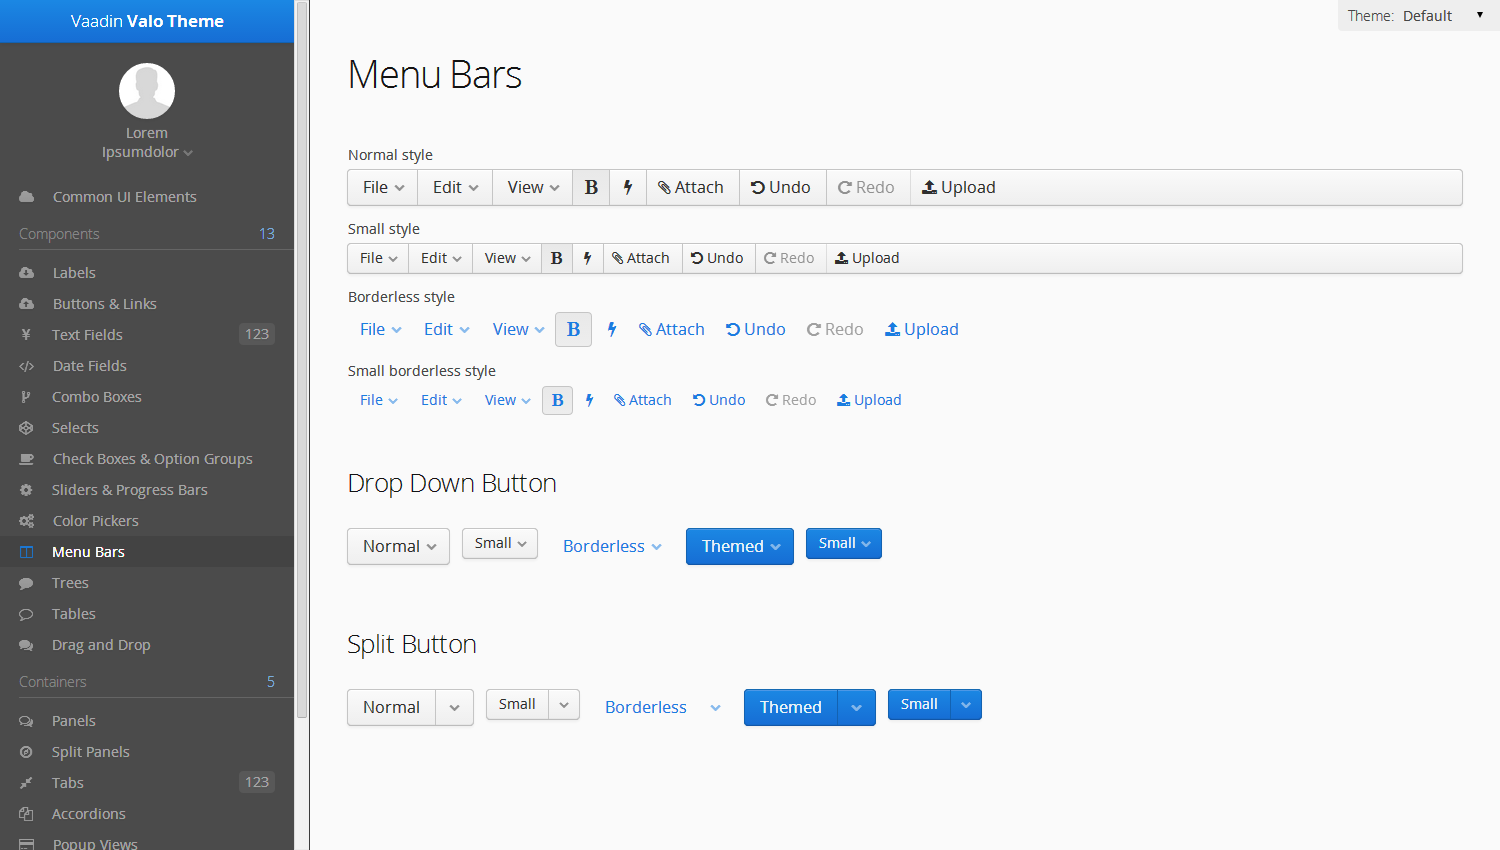 Vaadin Valo Theme
Lorem
Ipsumdolor
Common UI Elements
Components 13
Labels
Buttons & Links
Text Fields 123
Date Fields
Combo Boxes
Selects
Check Boxes & Option Groups
Sliders & Progress Bars
Color Pickers
Menu Bars
Trees
Tables
Drag and Drop
Containers 5
Panels
Split Panels
Tabs 123
Accordions
Popup Views
Theme: Default
Menu Bars
Normal style
File Edit View B Attach Undo Redo Upload
Small style
File Edit View B Attach Undo Redo Upload
Borderless style
File Edit View B Attach Undo Redo Upload
Small borderless style
File Edit View B Attach Undo Redo Upload
Drop Down Button
Normal Small Borderless Themed Small
Split Button
Normal Small Borderless Themed Small